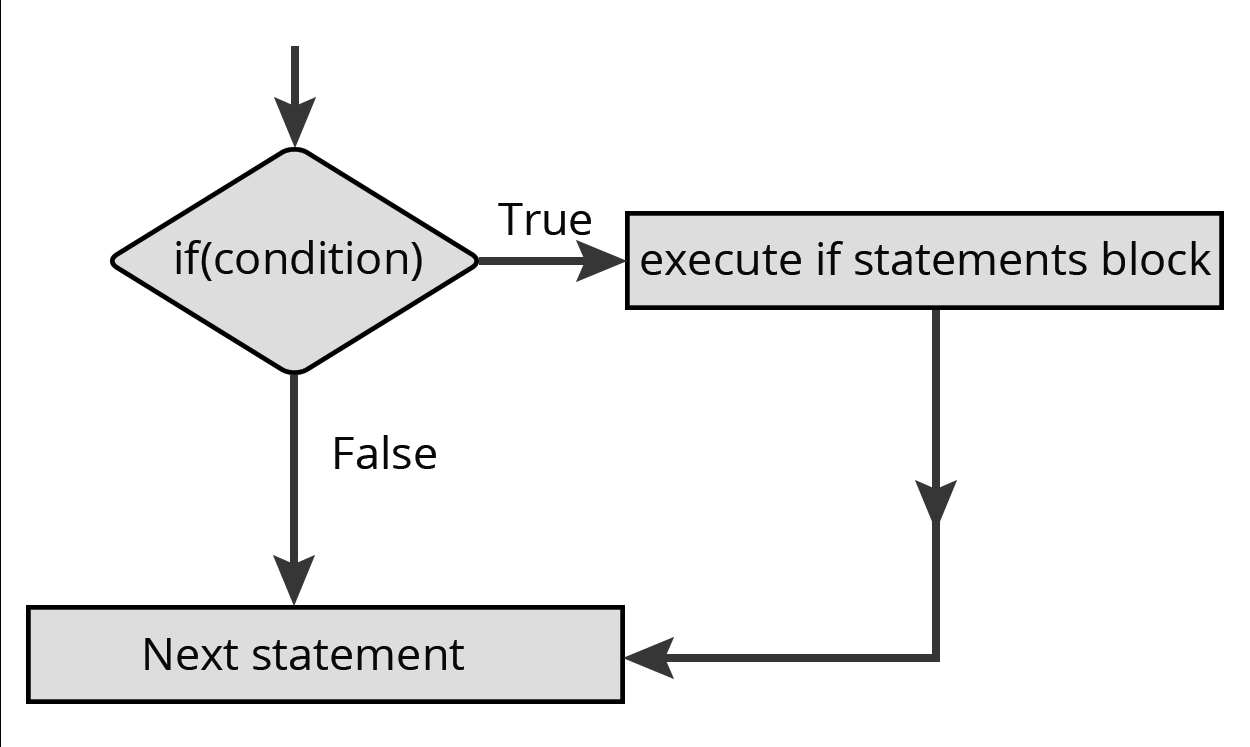 if(condition)
True
execute if statements block
False
Next statement